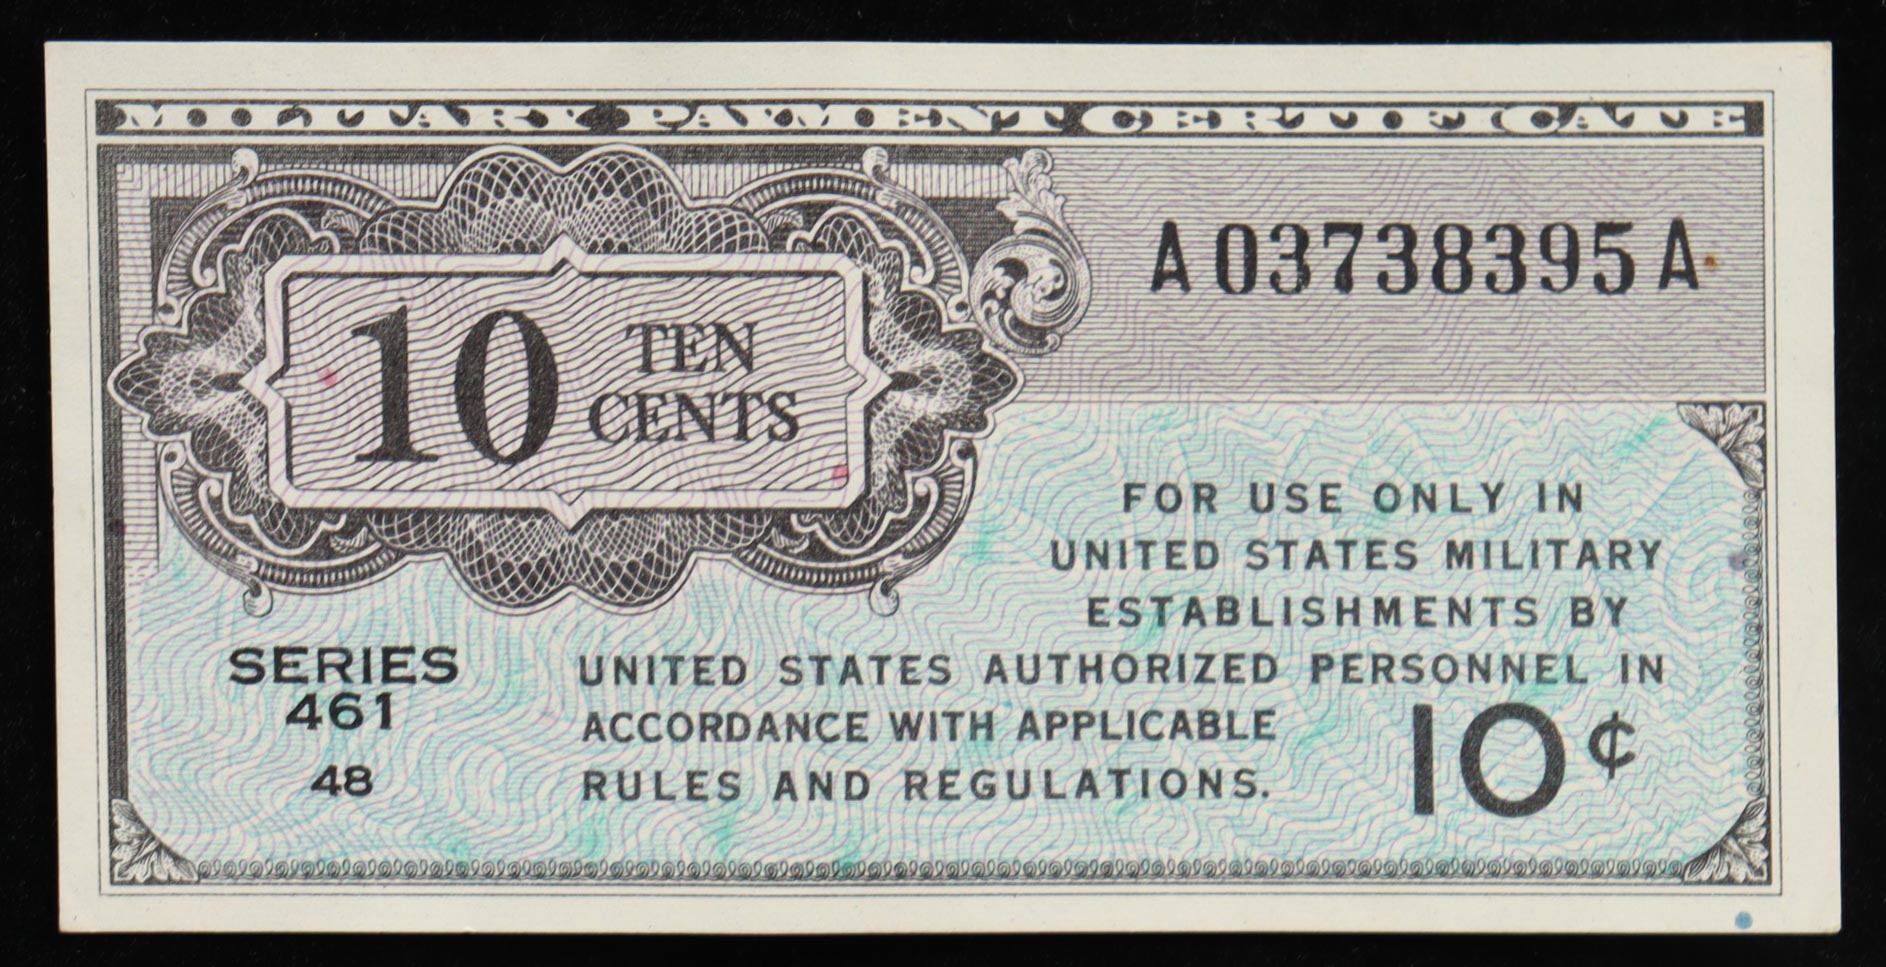 MILITARY PAYMENT CERTIFICATE
A03738395A
10 TEN
CENTS
FOR USE ONLY IN
UNITED STATES MILITARY
ESTABLISHMENTS BY
SERIES
461
48
UNITED STATES AUTHORIZED PERSONNEL IN
ACCORDANCE WITH APPLICABLE
RULES AND REGULATIONS.
10¢